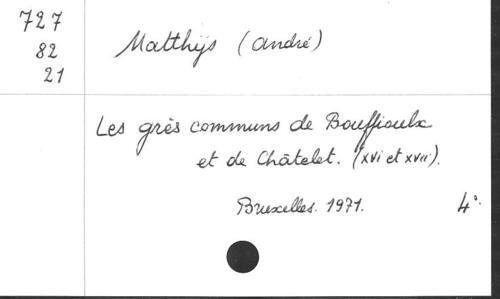 727
82
21
Matthys (André)
Les grès communs de Bouffioulx
et de Châtelet. (XVI et XVII).
Bruxelles. 1971. 4°.